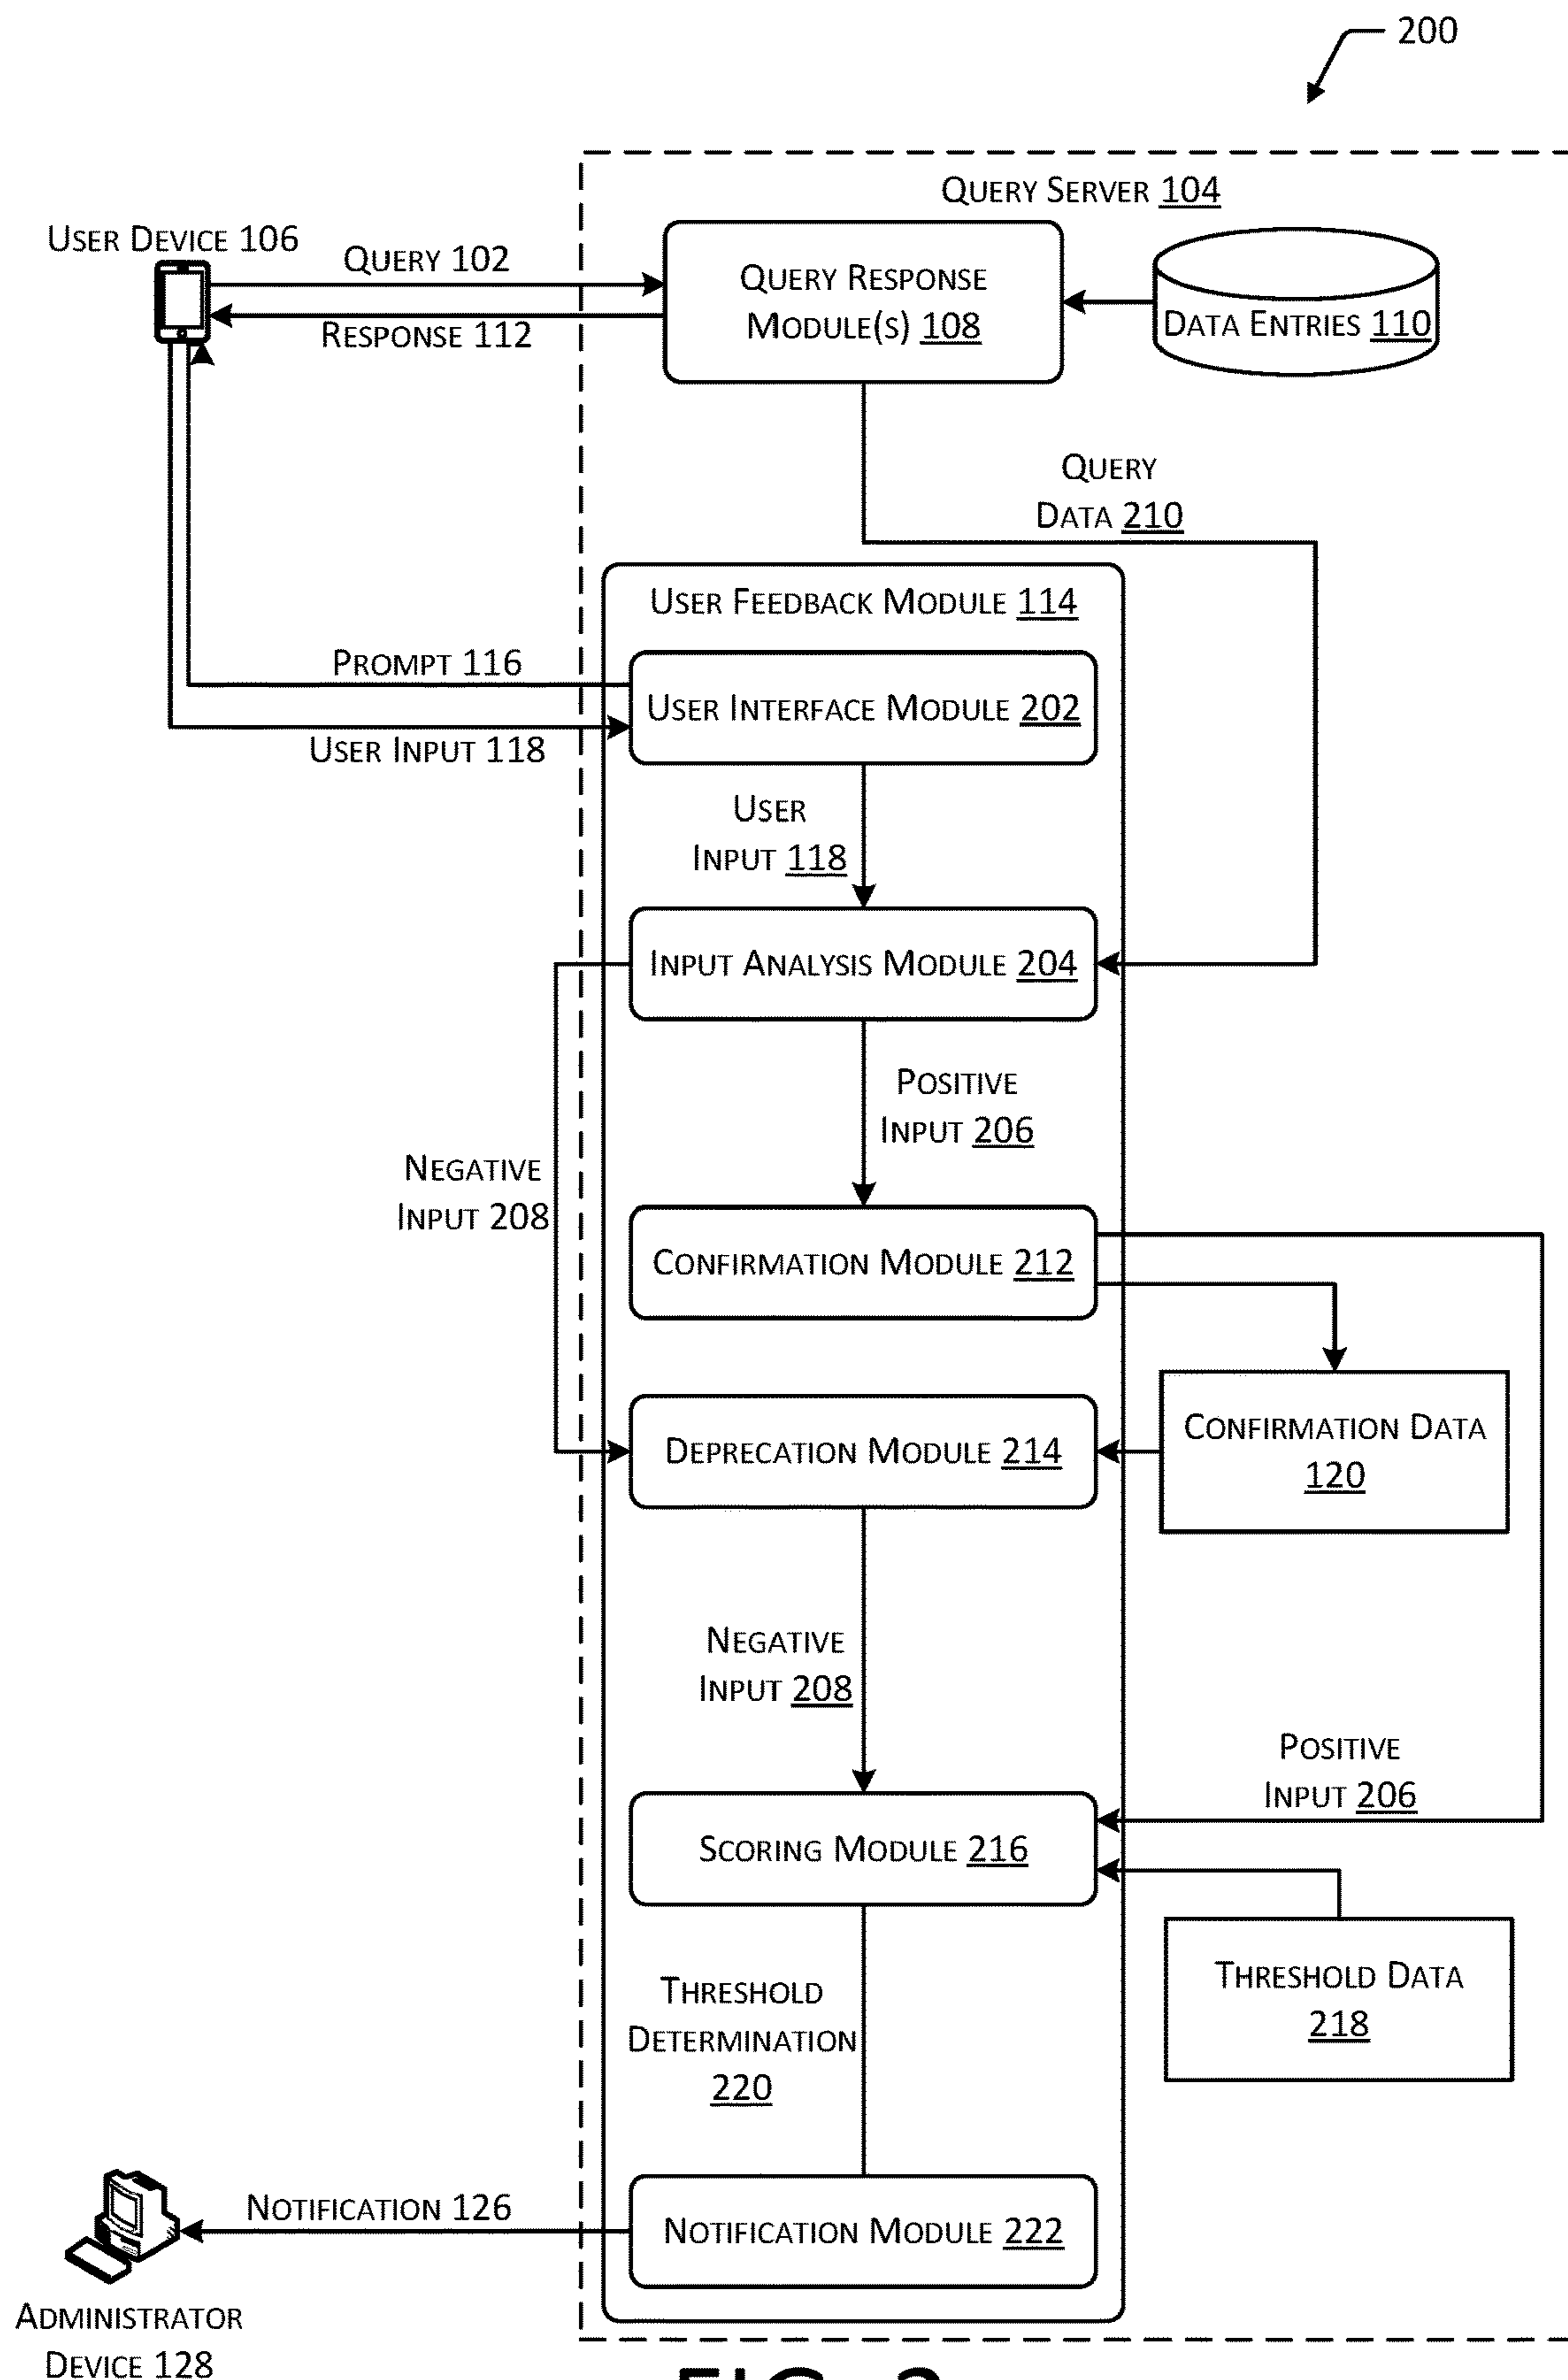 200
Query Server 104
User Device 106
Query 102
Response 112
Query Response
Module(s) 108
Data Entries 110
Query
Data 210
User Feedback Module 114
Prompt 116
User Interface Module 202
User Input 118
User
Input 118
Input Analysis Module 204
Positive
Input 206
Negative
Input 208
Confirmation Module 212
Deprecation Module 214
Confirmation Data
120
Negative
Input 208
Positive
Input 206
Scoring Module 216
Threshold Data
218
Threshold
Determination
220
Notification 126
Notification Module 222
Administrator
Device 128